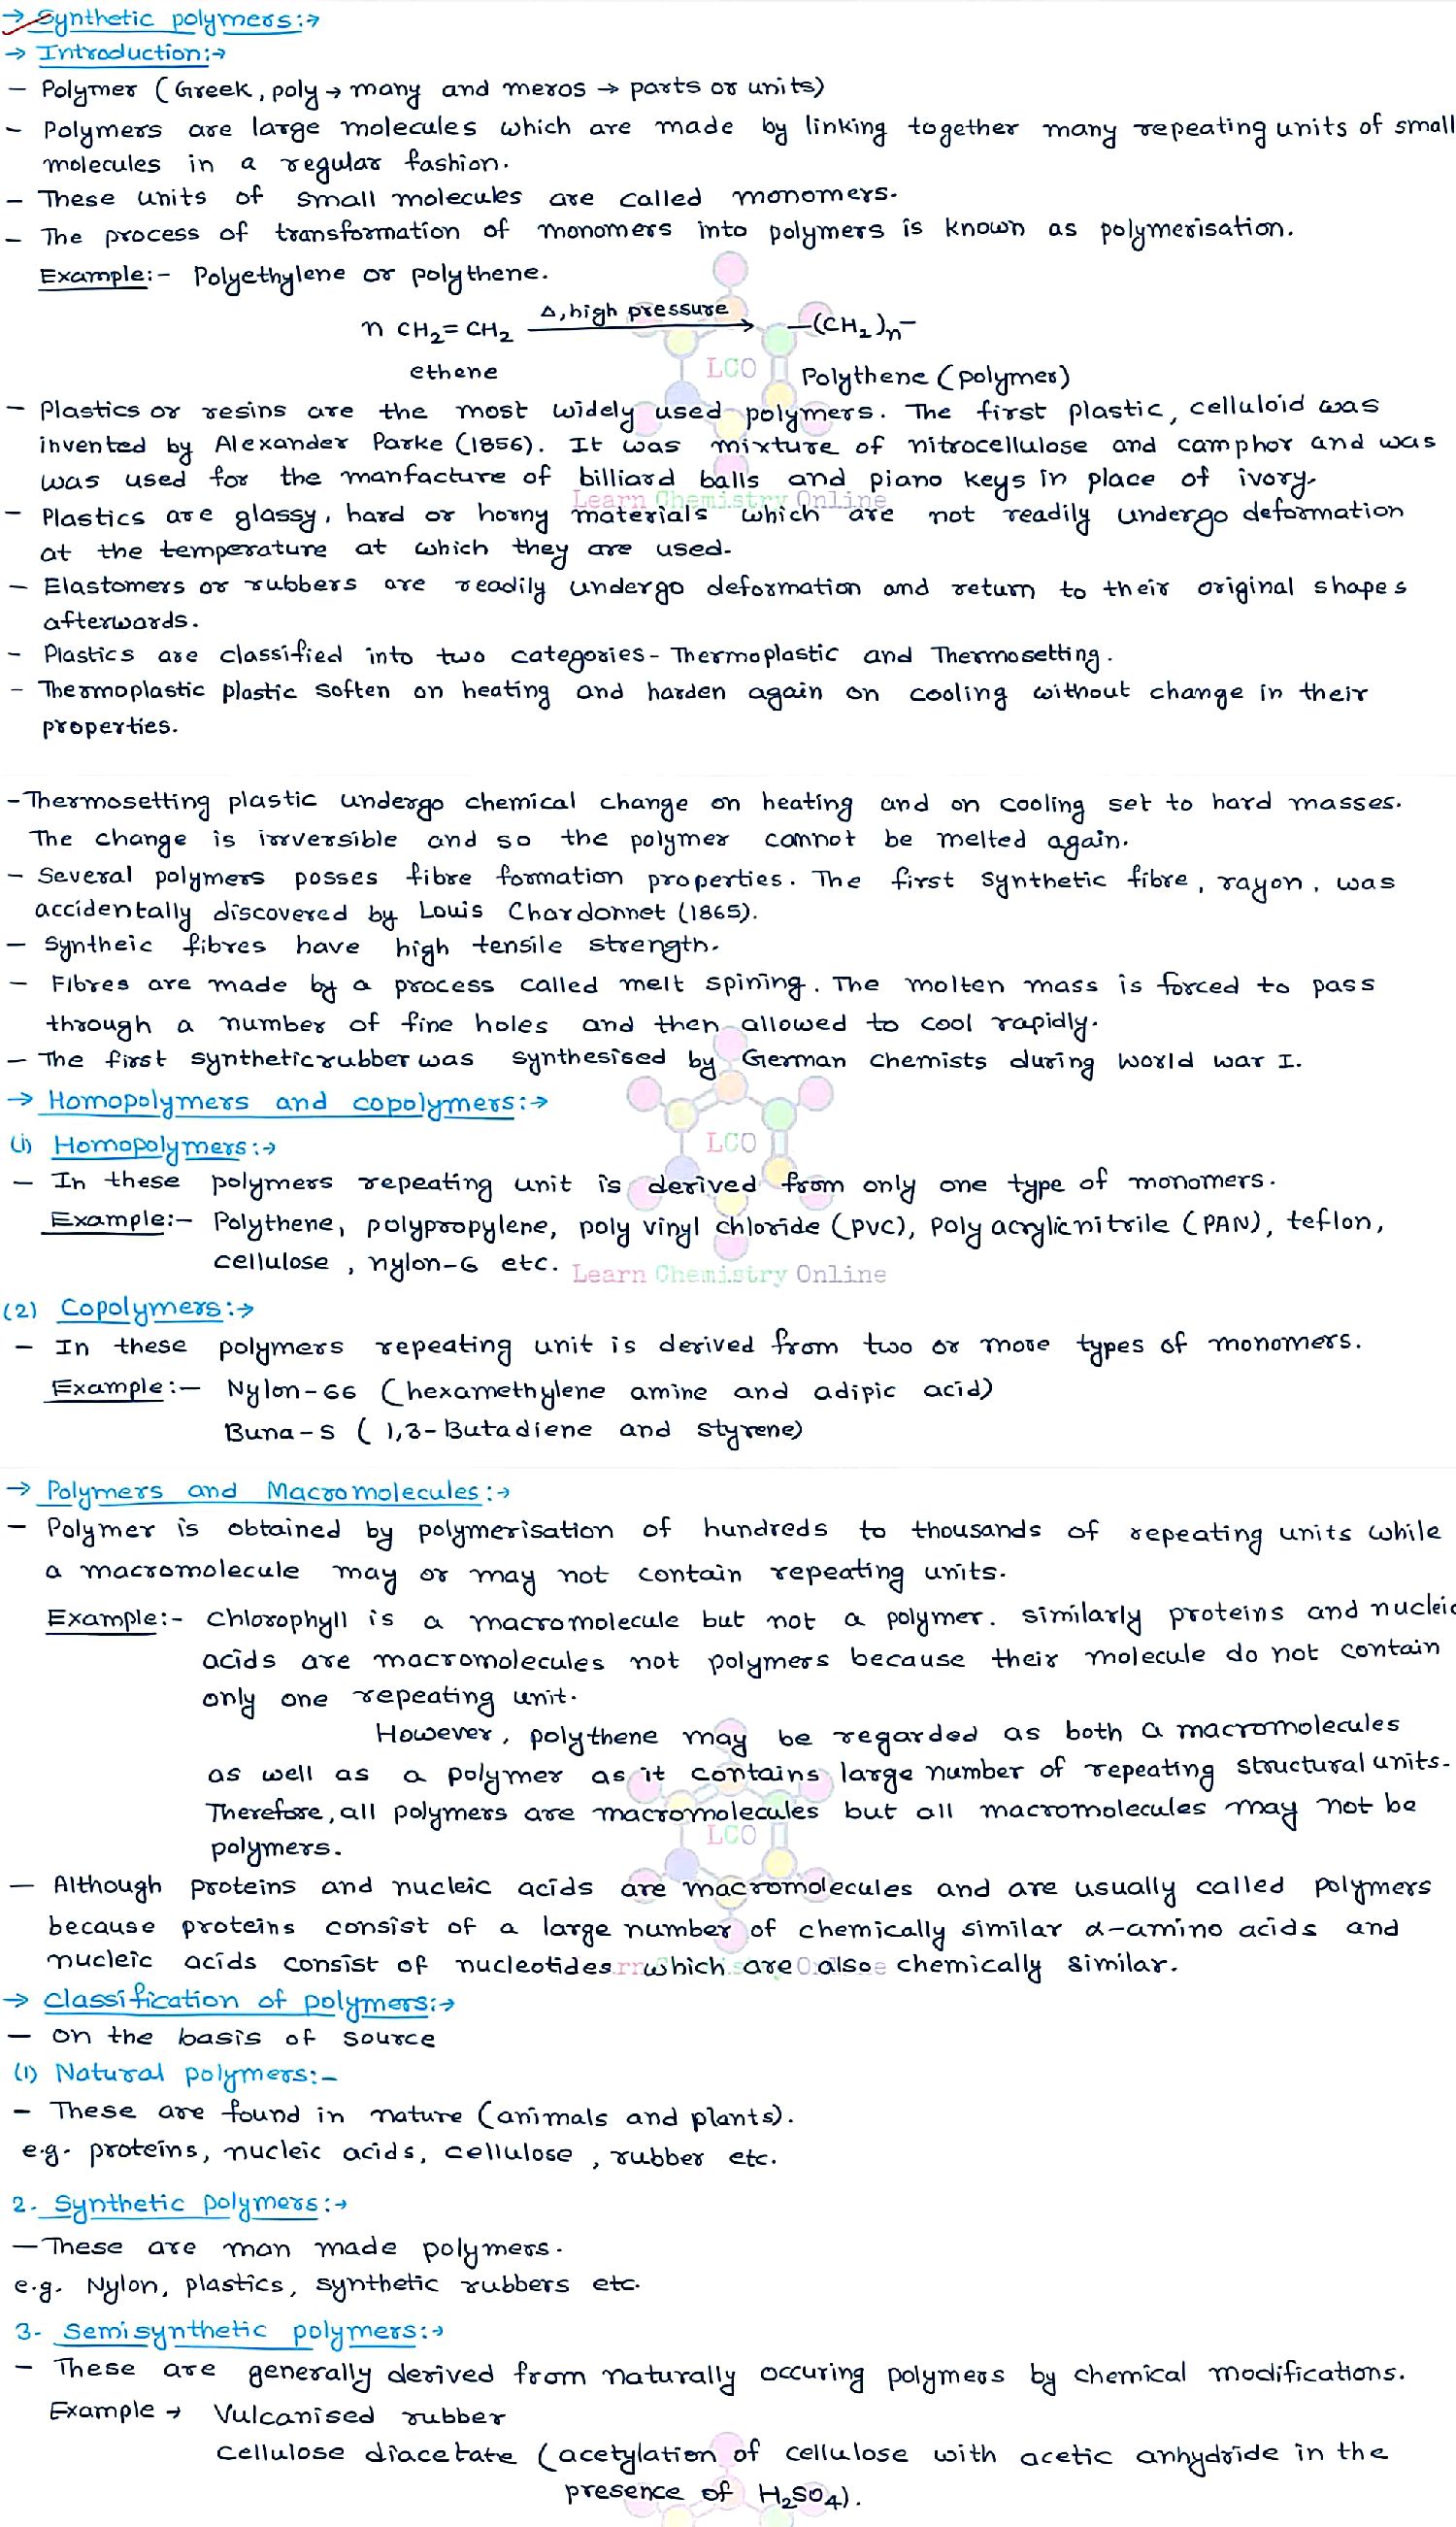 → Synthetic polymers:→
→ Introduction:→
– Polymer (Greek, poly → many and meros → parts or units)
– Polymers are large molecules which are made by linking together many repeating units of small
molecules in a regular fashion.
– These units of small molecules are called monomers.
– The process of transformation of monomers into polymers is known as polymerisation.
Example:– Polyethylene or polythene.
n CH₂=CH₂ —Δ, high pressure→ –(CH₂)n–
ethene Polythene (polymer)
– Plastics or resins are the most widely used polymers. The first plastic, celluloid was
invented by Alexander Parke (1856). It was mixture of nitrocellulose and camphor and was
was used for the manfacture of billiard balls and piano keys in place of ivory.
– Plastics are glassy, hard or horny materials which are not readily undergo deformation
at the temperature at which they are used.
– Elastomers or rubbers are readily undergo deformation and return to their original shapes
afterwards.
– Plastics are classified into two categories – Thermoplastic and Thermosetting.
– Thermoplastic plastic soften on heating and harden again on cooling without change in their
properties.
– Thermosetting plastic undergo chemical change on heating and on cooling set to hard masses.
The change is irrversible and so the polymer cannot be melted again.
– Several polymers posses fibre formation properties. The first synthetic fibre, rayon, was
accidentally discovered by Louis Chardonnet (1865).
– Syntheic fibres have high tensile strength.
– Fibres are made by a process called melt spining. The molten mass is forced to pass
through a number of fine holes and then allowed to cool rapidly.
– The first synthetic rubber was synthesised by German chemists during World war I.
→ Homopolymers and copolymers:→
(i) Homopolymers:→
– In these polymers repeating unit is derived from only one type of monomers.
Example:– Polythene, polypropylene, poly vinyl chloride (PVC), Poly acrylicnitrile (PAN), teflon,
cellulose, nylon-6 etc.
(2) Copolymers:→
– In these polymers repeating unit is derived from two or more types of monomers.
Example:– Nylon-66 (hexamethylene amine and adipic acid)
Buna-S (1,3-Butadiene and styrene)
→ Polymers and Macromolecules:→
– Polymer is obtained by polymerisation of hundreds to thousands of repeating units while
a macromolecule may or may not contain repeating units.
Example:– Chlorophyll is a macromolecule but not a polymer. similarly proteins and nucleic
acids are macromolecules not polymers because their molecule do not contain
only one repeating unit.
However, polythene may be regarded as both a macromolecules
as well as a polymer as it contains large number of repeating structural units.
Therefore, all polymers are macromolecules but all macromolecules may not be
polymers.
– Although proteins and nucleic acids are macromolecules and are usually called polymers
because proteins consist of a large number of chemically similar α-amino acids and
nucleic acids consist of nucleotides which are also chemically similar.
→ Classification of polymers:→
– on the basis of source
(1) Natural polymers:–
– These are found in nature (animals and plants).
e.g. proteins, nucleic acids, cellulose, rubber etc.
2. Synthetic polymers:→
– These are man made polymers.
e.g. Nylon, plastics, synthetic rubbers etc.
3- Semisynthetic polymers:→
– These are generally derived from naturally occuring polymers by chemical modifications.
Example → Vulcanised rubber
Cellulose diacetate (acetylation of cellulose with acetic anhydride in the
presence of H₂SO₄).
LCO
Learn Chemistry Online
LCO
Learn Chemistry Online
LCO